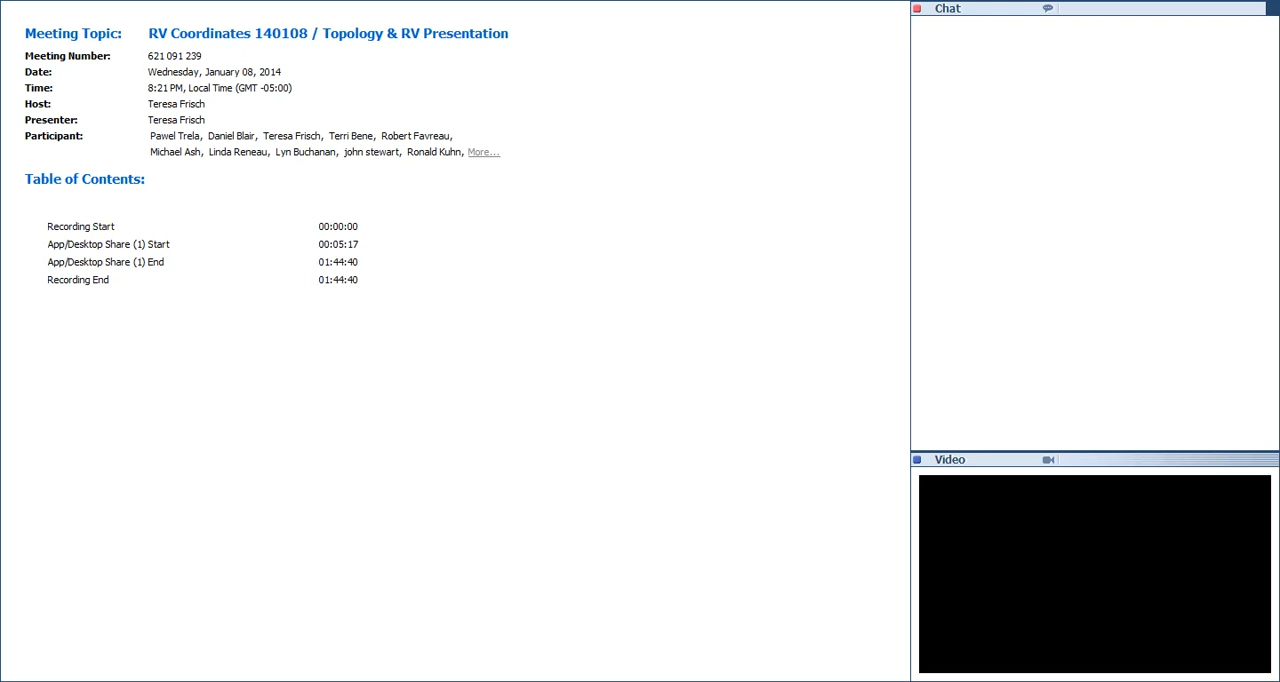 Meeting Topic: RV Coordinates 140108 / Topology & RV Presentation
Meeting Number: 621 091 239
Date: Wednesday, January 08, 2014
Time: 8:21 PM, Local Time (GMT -05:00)
Host: Teresa Frisch
Presenter: Teresa Frisch
Participant: Pawel Trela, Daniel Blair, Teresa Frisch, Terri Bene, Robert Favreau,
Michael Ash, Linda Reneau, Lyn Buchanan, john stewart, Ronald Kuhn, More...
Table of Contents:
Recording Start 00:00:00
App/Desktop Share (1) Start 00:05:17
App/Desktop Share (1) End 01:44:40
Recording End 01:44:40
Chat
Video